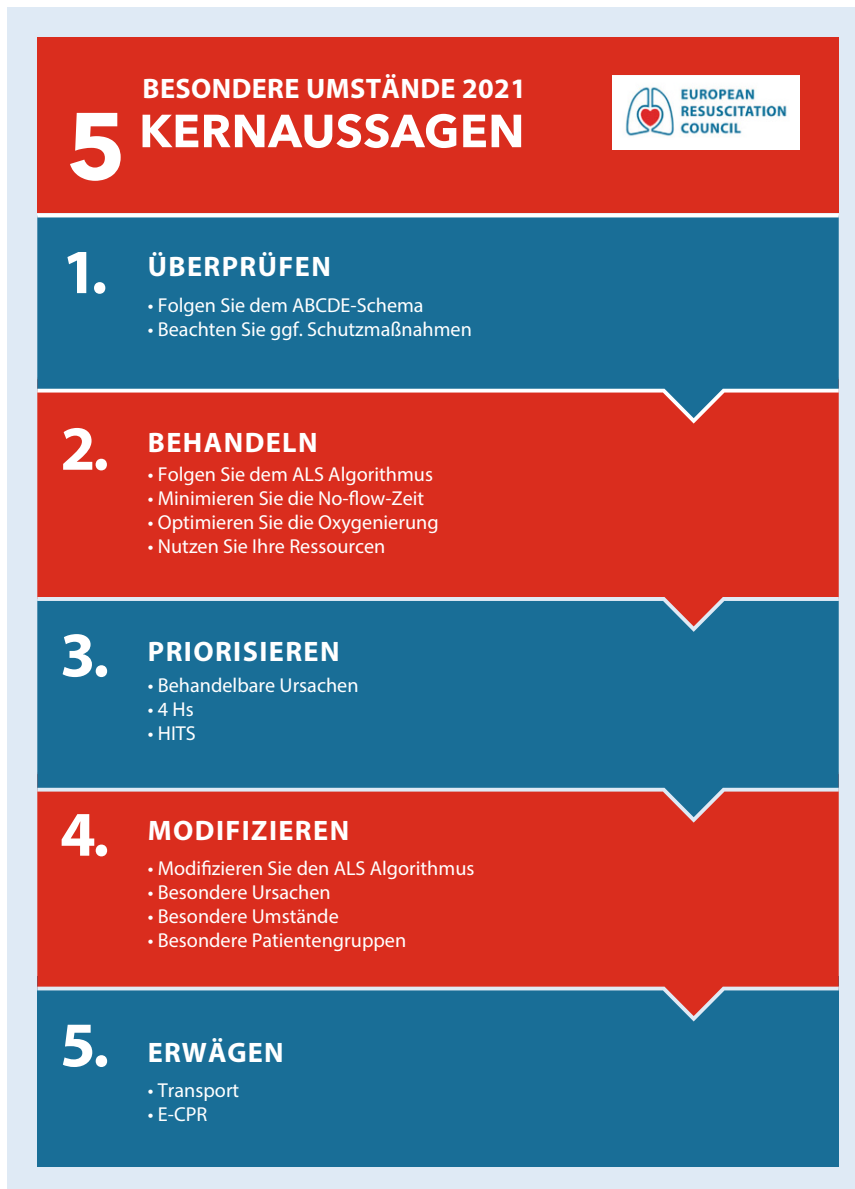 BESONDERE UMSTÄNDE 2021
5 KERNAUSSAGEN
EUROPEAN
RESUSCITATION
COUNCIL
1. ÜBERPRÜFEN
• Folgen Sie dem ABCDE-Schema
• Beachten Sie ggf. Schutzmaßnahmen
2. BEHANDELN
• Folgen Sie dem ALS Algorithmus
• Minimieren Sie die No-flow-Zeit
• Optimieren Sie die Oxygenierung
• Nutzen Sie Ihre Ressourcen
3. PRIORISIEREN
• Behandelbare Ursachen
• 4 Hs
• HITS
4. MODIFIZIEREN
• Modifizieren Sie den ALS Algorithmus
• Besondere Ursachen
• Besondere Umstände
• Besondere Patientengruppen
5. ERWÄGEN
• Transport
• E-CPR